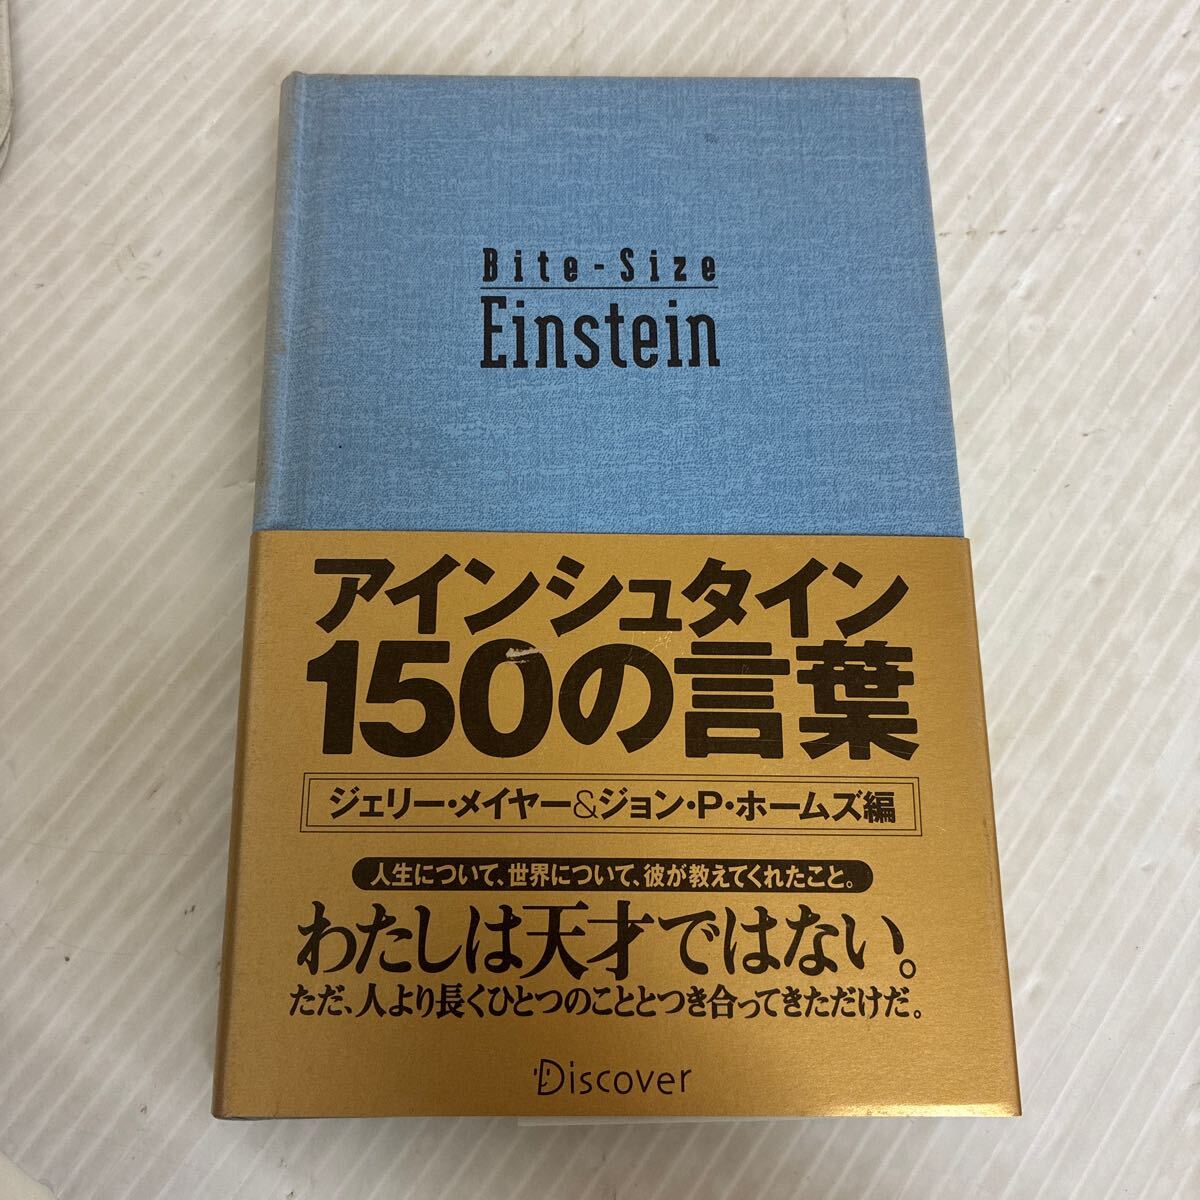 Bite-Size
Einstein
アインシュタイン
150の言葉
ジェリー・メイヤー&ジョン・P・ホームズ編
人生について、世界について、彼が教えてくれたこと。
わたしは天才ではない。
ただ、人より長くひとつのこととつき合ってきただけだ。
Discover